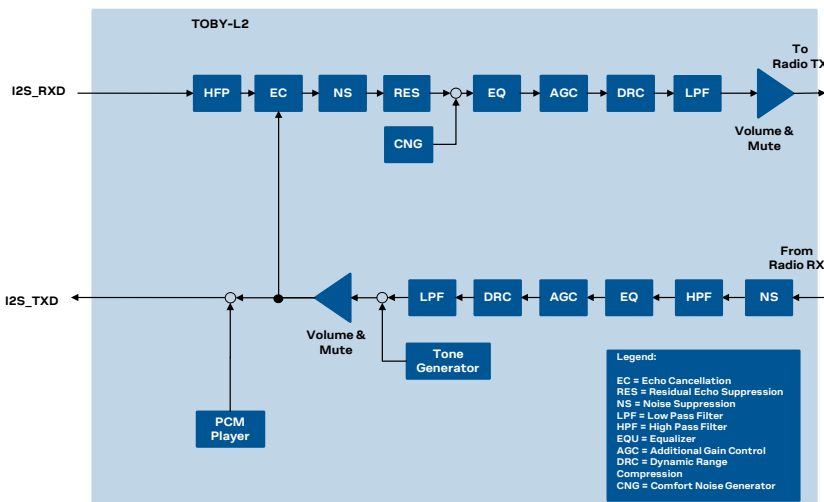 TOBY-L2
To
Radio TX
I2S_RXD
HFP
EC
NS
RES
EQ
AGC
DRC
LPF
Volume &
Mute
CNG
From
Radio RX
I2S_TXD
LPF
DRC
AGC
EQ
HPF
NS
Volume &
Mute
Tone
Generator
PCM
Player
Legend:
EC = Echo Cancellation
RES = Residual Echo Suppression
NS = Noise Suppression
LPF = Low Pass Filter
HPF = High Pass Filter
EQU = Equalizer
AGC = Additional Gain Control
DRC = Dynamic Range
Compression
CNG = Comfort Noise Generator